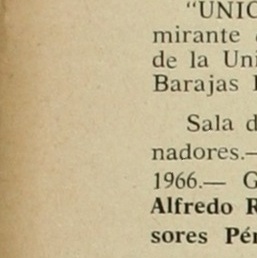 "UNIC
mirante
de la Uni
Barajas
Sala d
nadores.—
1966.— G
Alfredo R
sores Pér